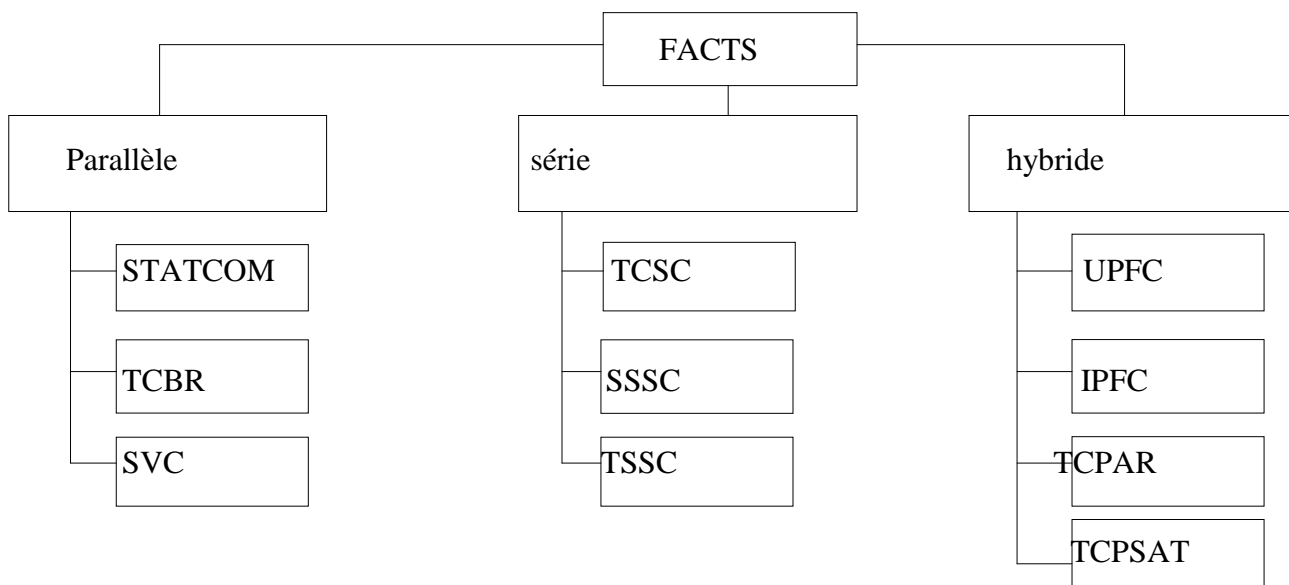 FACTS
Parallèle
série
hybride
STATCOM
TCSC
UPFC
TCBR
SSSC
IPFC
SVC
TSSC
TCPAR
TCPSAT